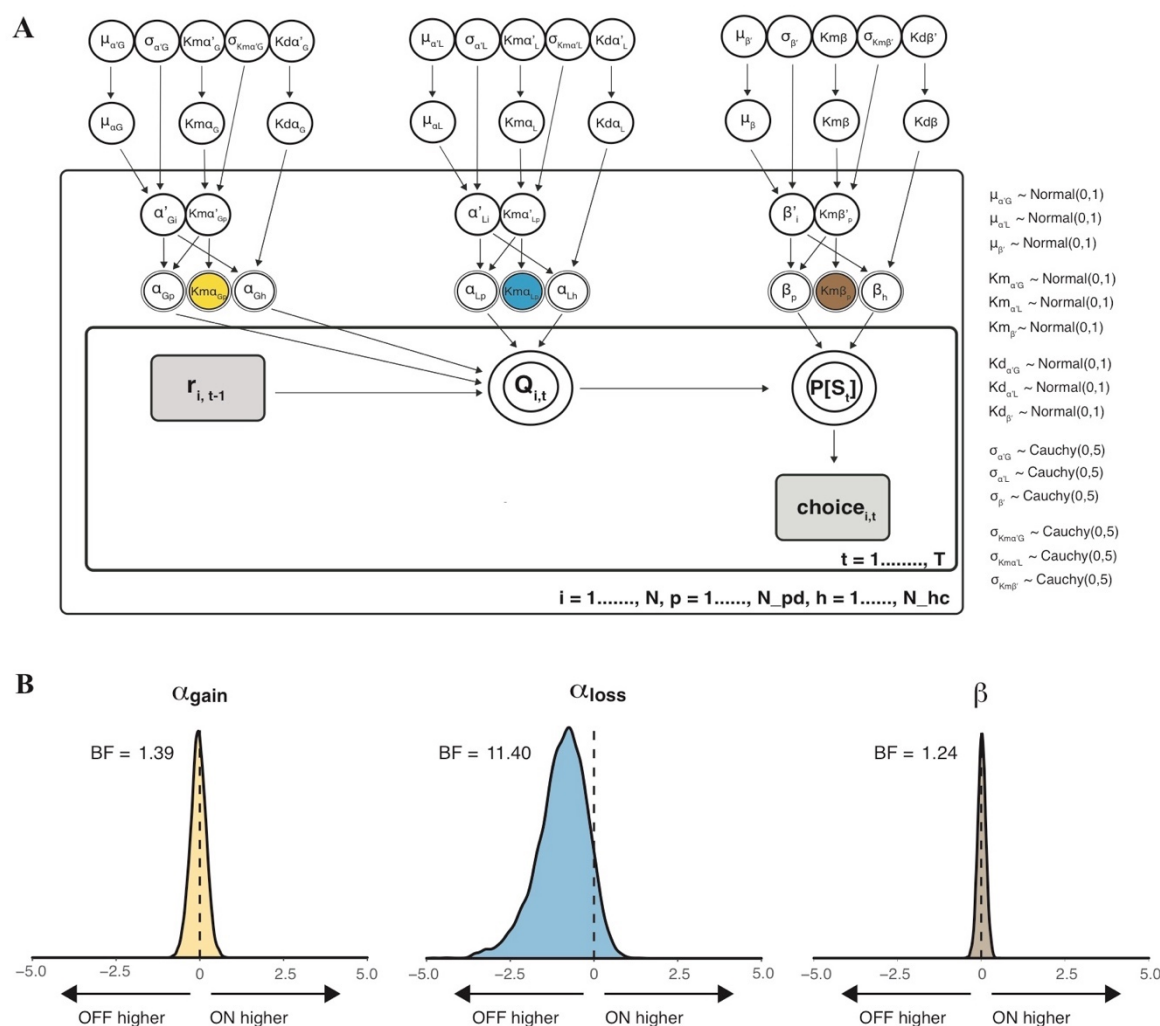 A
μα'G σα'G Kmα'G σKmα'G Kdα'G
μα'L σα'L Kmα'L σKmα'L Kdα'L
μβ' σβ' Kmβ σKmβ' Kdβ'
μαG KmαG KdαG
μαL KmαL KdαL
μβ Kmβ Kdβ
α'Gi Kmα'Gp
α'Li Kmα'Lp
β'i Kmβ'p
αGp KmαGp αGh
αLp KmαLp αLh
βp Kmβp βh
ri, t-1
Qi,t
P[St]
choicei,t
t = 1........, T
i = 1......., N, p = 1......, N_pd, h = 1......, N_hc
μα'G ~ Normal(0,1)
μα'L ~ Normal(0,1)
μβ' ~ Normal(0,1)
Kmα'G ~ Normal(0,1)
Kmα'L ~ Normal(0,1)
Kmβ' ~ Normal(0,1)
Kdα'G ~ Normal(0,1)
Kdα'L ~ Normal(0,1)
Kdβ' ~ Normal(0,1)
σα'G ~ Cauchy(0,5)
σα'L ~ Cauchy(0,5)
σβ' ~ Cauchy(0,5)
σKmα'G ~ Cauchy(0,5)
σKmα'L ~ Cauchy(0,5)
σKmβ' ~ Cauchy(0,5)
B
αgain
BF = 1.39
−5.0 −2.5 0 2.5 5.0
OFF higher ON higher
αloss
BF = 11.40
−5.0 −2.5 0 2.5 5.0
OFF higher ON higher
β
BF = 1.24
−5.0 −2.5 0 2.5 5.0
OFF higher ON higher